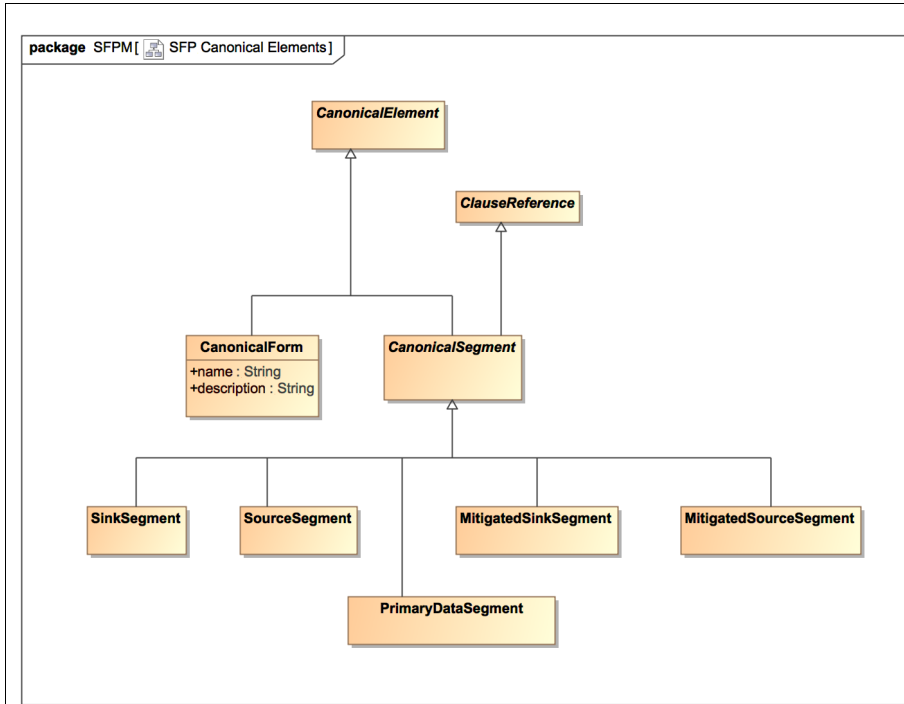 package SFPM[ SFP Canonical Elements]
CanonicalElement
ClauseReference
CanonicalForm
+name : String
+description : String
CanonicalSegment
SinkSegment
SourceSegment
MitigatedSinkSegment
MitigatedSourceSegment
PrimaryDataSegment